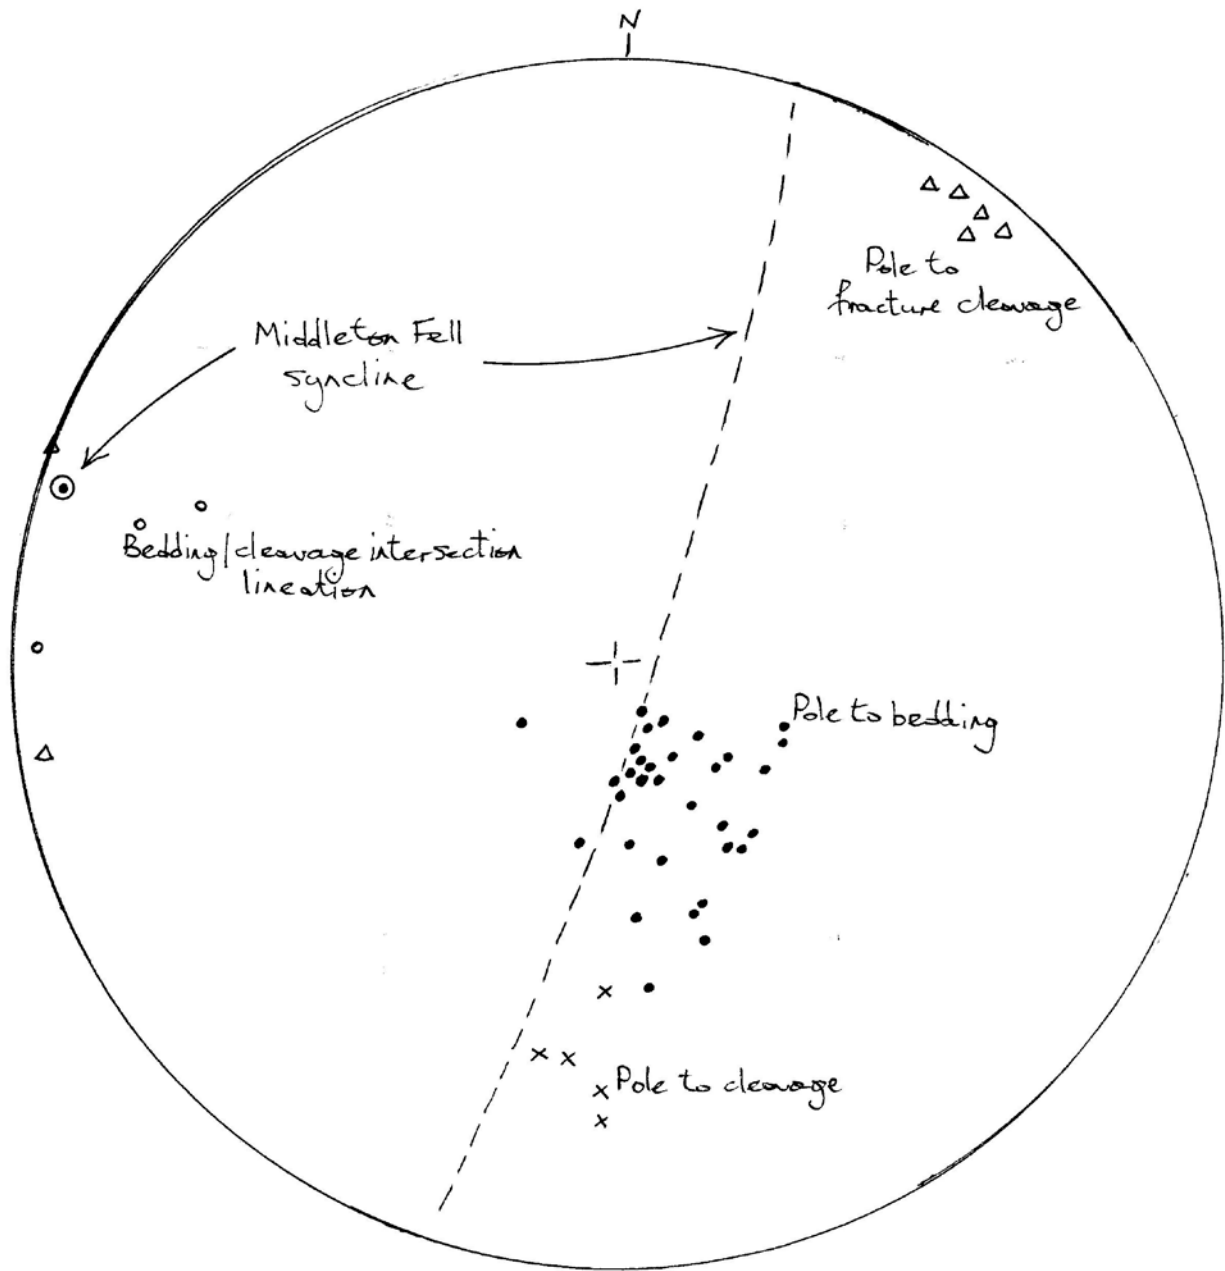 N
Pole to
fracture cleavage
Middleton Fell
syncline
Bedding/cleavage intersection
lineation
Pole to bedding
Pole to cleavage